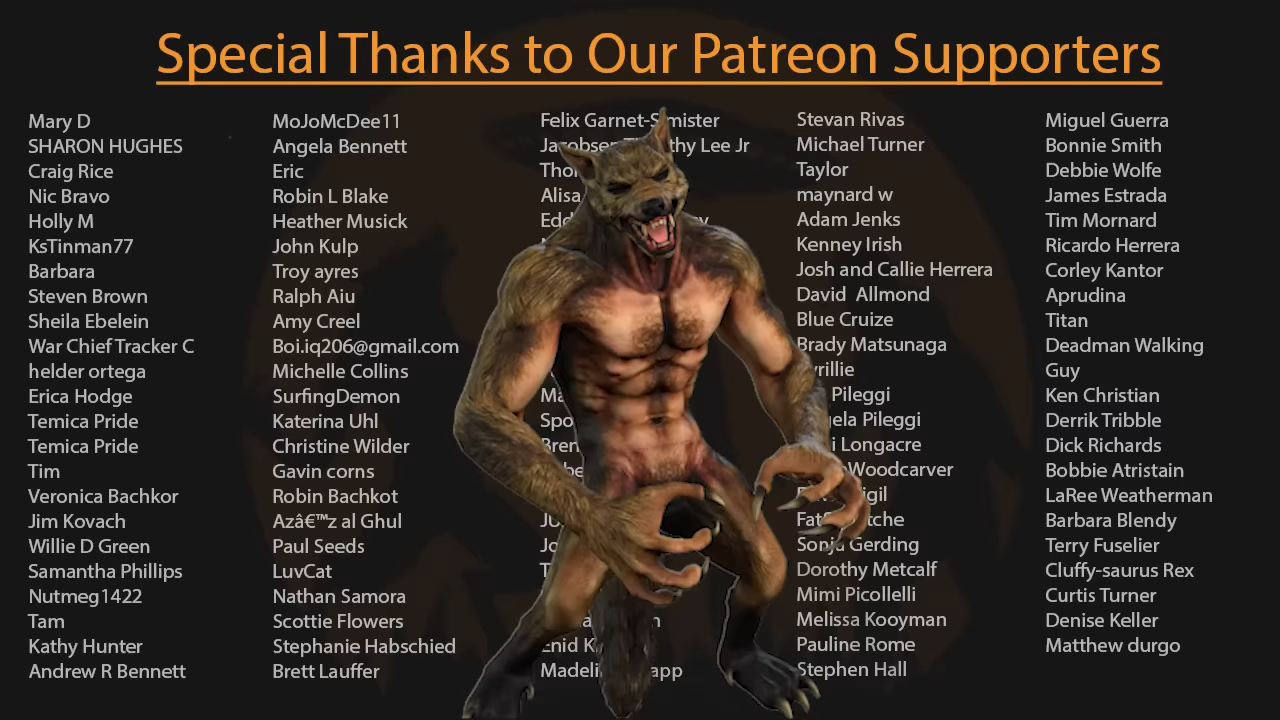 Special Thanks to Our Patreon Supporters
Mary D
SHARON HUGHES
Craig Rice
Nic Bravo
Holly M
KsTinman77
Barbara
Steven Brown
Sheila Ebelein
War Chief Tracker C
helder ortega
Erica Hodge
Temica Pride
Temica Pride
Tim
Veronica Bachkor
Jim Kovach
Willie D Green
Samantha Phillips
Nutmeg1422
Tam
Kathy Hunter
Andrew R Bennett
MoJoMcDee11
Angela Bennett
Eric
Robin L Blake
Heather Musick
John Kulp
Troy ayres
Ralph Aiu
Amy Creel
Boi.iq206@gmail.com
Michelle Collins
SurfingDemon
Katerina Uhl
Christine Wilder
Gavin corns
Robin Bachkot
Azâ€™z al Ghul
Paul Seeds
LuvCat
Nathan Samora
Scottie Flowers
Stephanie Habschied
Brett Lauffer
Felix
Lee Jr
Alisa
Stevan Rivas
Michael Turner
Taylor
maynard w
Adam Jenks
Kenney Irish
Josh and Callie Herrera
David  Allmond
Blue Cruize
Brady Matsunaga
Pileggi
Pileggi
Longacre
Gerding
Dorothy Metcalf
Mimi Picollelli
Melissa Kooyman
Pauline Rome
Stephen Hall
Miguel Guerra
Bonnie Smith
Debbie Wolfe
James Estrada
Tim Mornard
Ricardo Herrera
Corley Kantor
Aprudina
Titan
Deadman Walking
Guy
Ken Christian
Derrik Tribble
Dick Richards
Bobbie Atristain
LaRee Weatherman
Barbara Blendy
Terry Fuselier
Cluffy-saurus Rex
Curtis Turner
Denise Keller
Matthew durgo